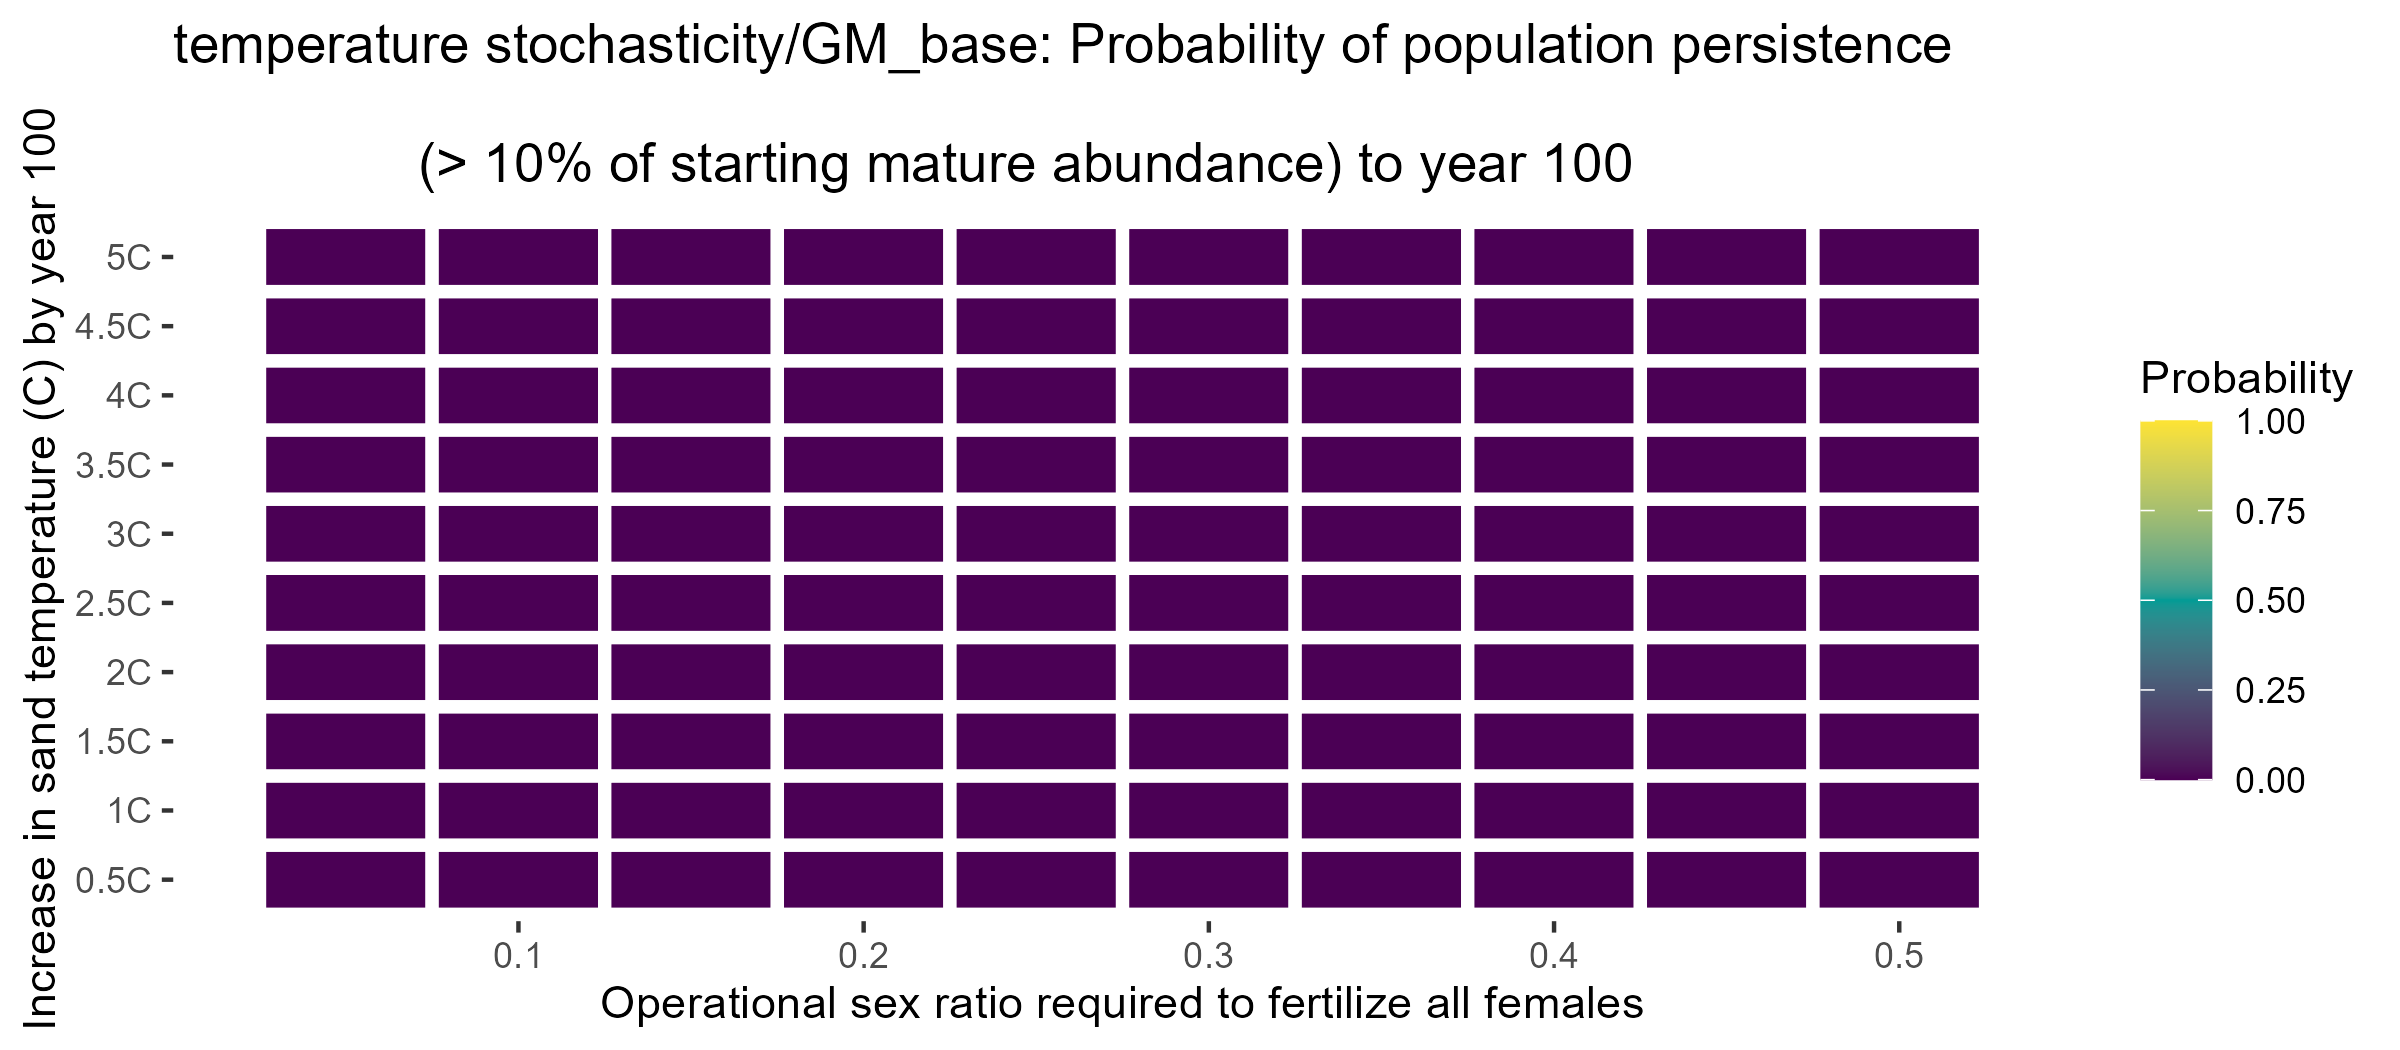 temperature stochasticity/GM_base: Probability of population persistence
(> 10% of starting mature abundance) to year 100
Increase in sand temperature (C) by year 100
5C
4.5C
4C
3.5C
3C
2.5C
2C
1.5C
1C
0.5C
0.1
0.2
0.3
0.4
0.5
Operational sex ratio required to fertilize all females
Probability
1.00
0.75
0.50
0.25
0.00